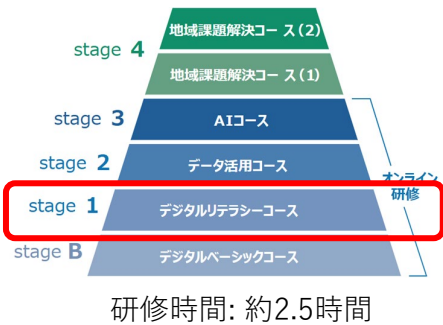 地域課題解決コース(2)
stage 4
地域課題解決コース(1)
stage 3
AIコース
stage 2
データ活用コース
オンライン
研修
stage 1
デジタルリテラシーコース
stage B
デジタルベーシックコース
研修時間: 約2.5時間